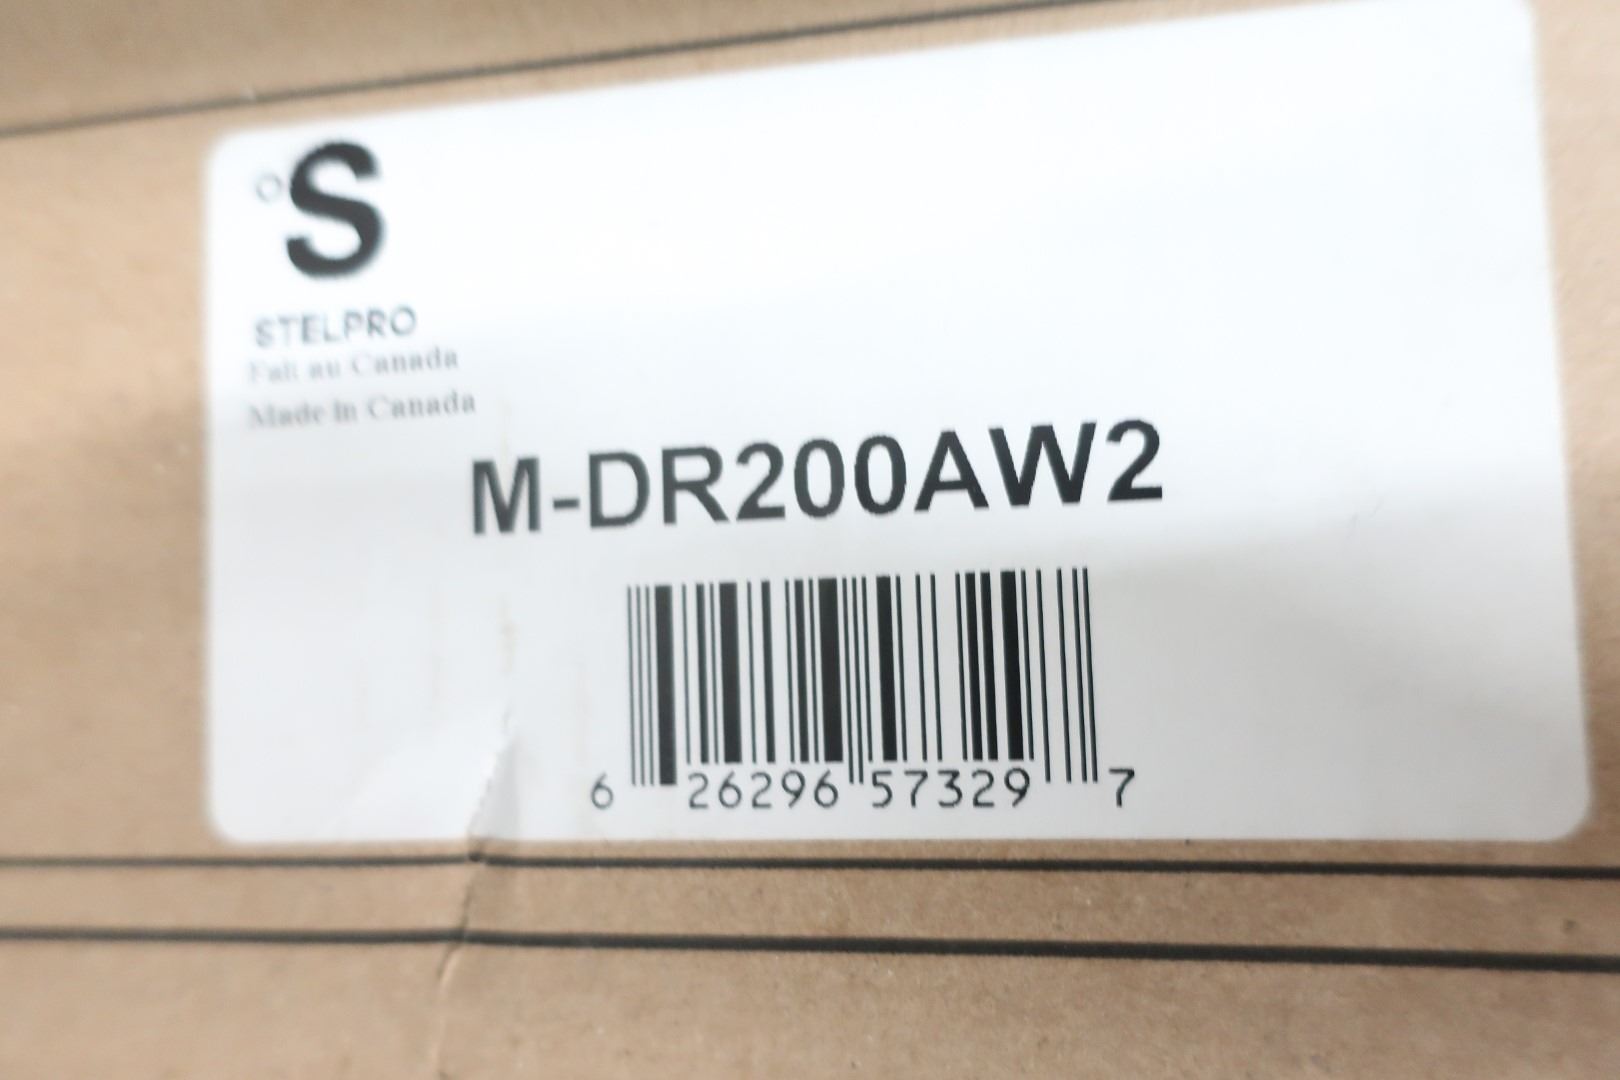 °S
STELPRO
Fait au Canada
Made in Canada
M-DR200AW2
6 26296 57329 7